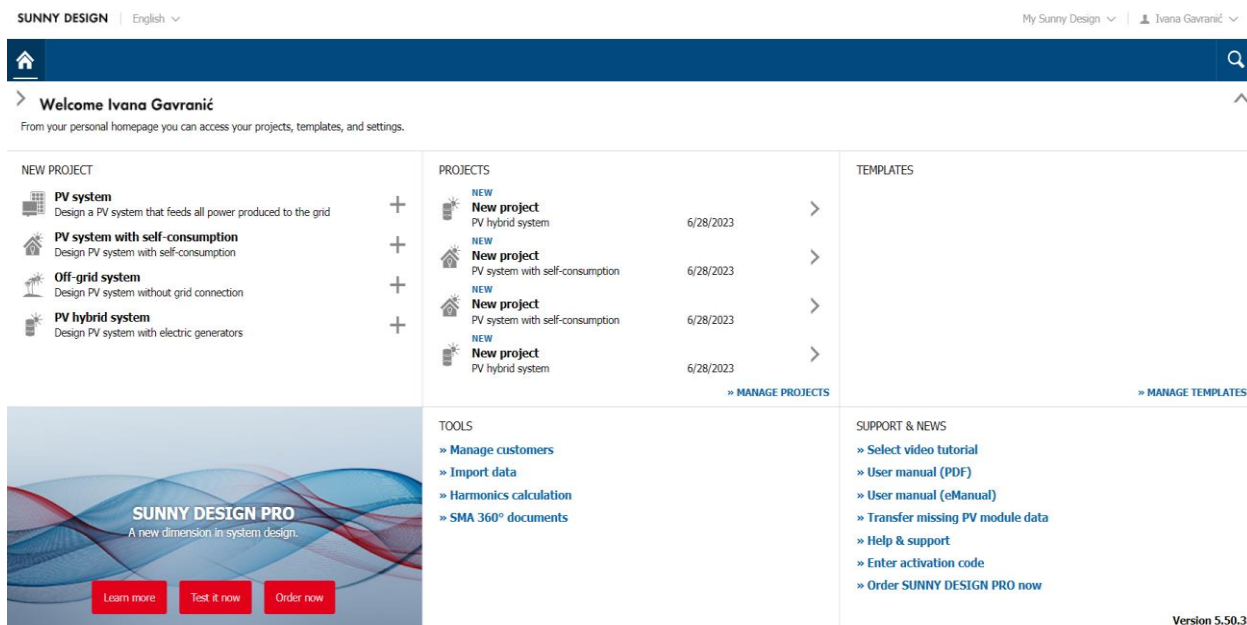 SUNNY DESIGN
English
My Sunny Design
Ivana Gavranić
Welcome Ivana Gavranić
From your personal homepage you can access your projects, templates, and settings.
NEW PROJECT
PV system
Design a PV system that feeds all power produced to the grid
PV system with self-consumption
Design PV system with self-consumption
Off-grid system
Design PV system without grid connection
PV hybrid system
Design PV system with electric generators
PROJECTS
NEW
New project
PV hybrid system 6/28/2023
NEW
New project
PV system with self-consumption 6/28/2023
NEW
New project
PV system with self-consumption 6/28/2023
NEW
New project
PV hybrid system 6/28/2023
» MANAGE PROJECTS
TEMPLATES
» MANAGE TEMPLATES
SUNNY DESIGN PRO
A new dimension in system design.
Learn more
Test it now
Order now
TOOLS
» Manage customers
» Import data
» Harmonics calculation
» SMA 360° documents
SUPPORT & NEWS
» Select video tutorial
» User manual (PDF)
» User manual (eManual)
» Transfer missing PV module data
» Help & support
» Enter activation code
» Order SUNNY DESIGN PRO now
Version 5.50.3